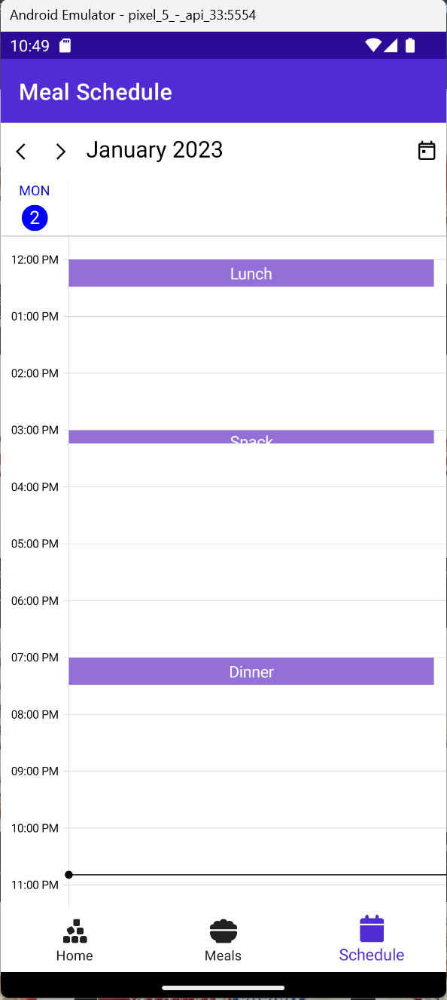 Android Emulator - pixel_5_-_api_33:5554
10:49
Meal Schedule
January 2023
MON
2
12:00 PM
Lunch
01:00 PM
02:00 PM
03:00 PM
Snack
04:00 PM
05:00 PM
06:00 PM
07:00 PM
Dinner
08:00 PM
09:00 PM
10:00 PM
11:00 PM
Home
Meals
Schedule